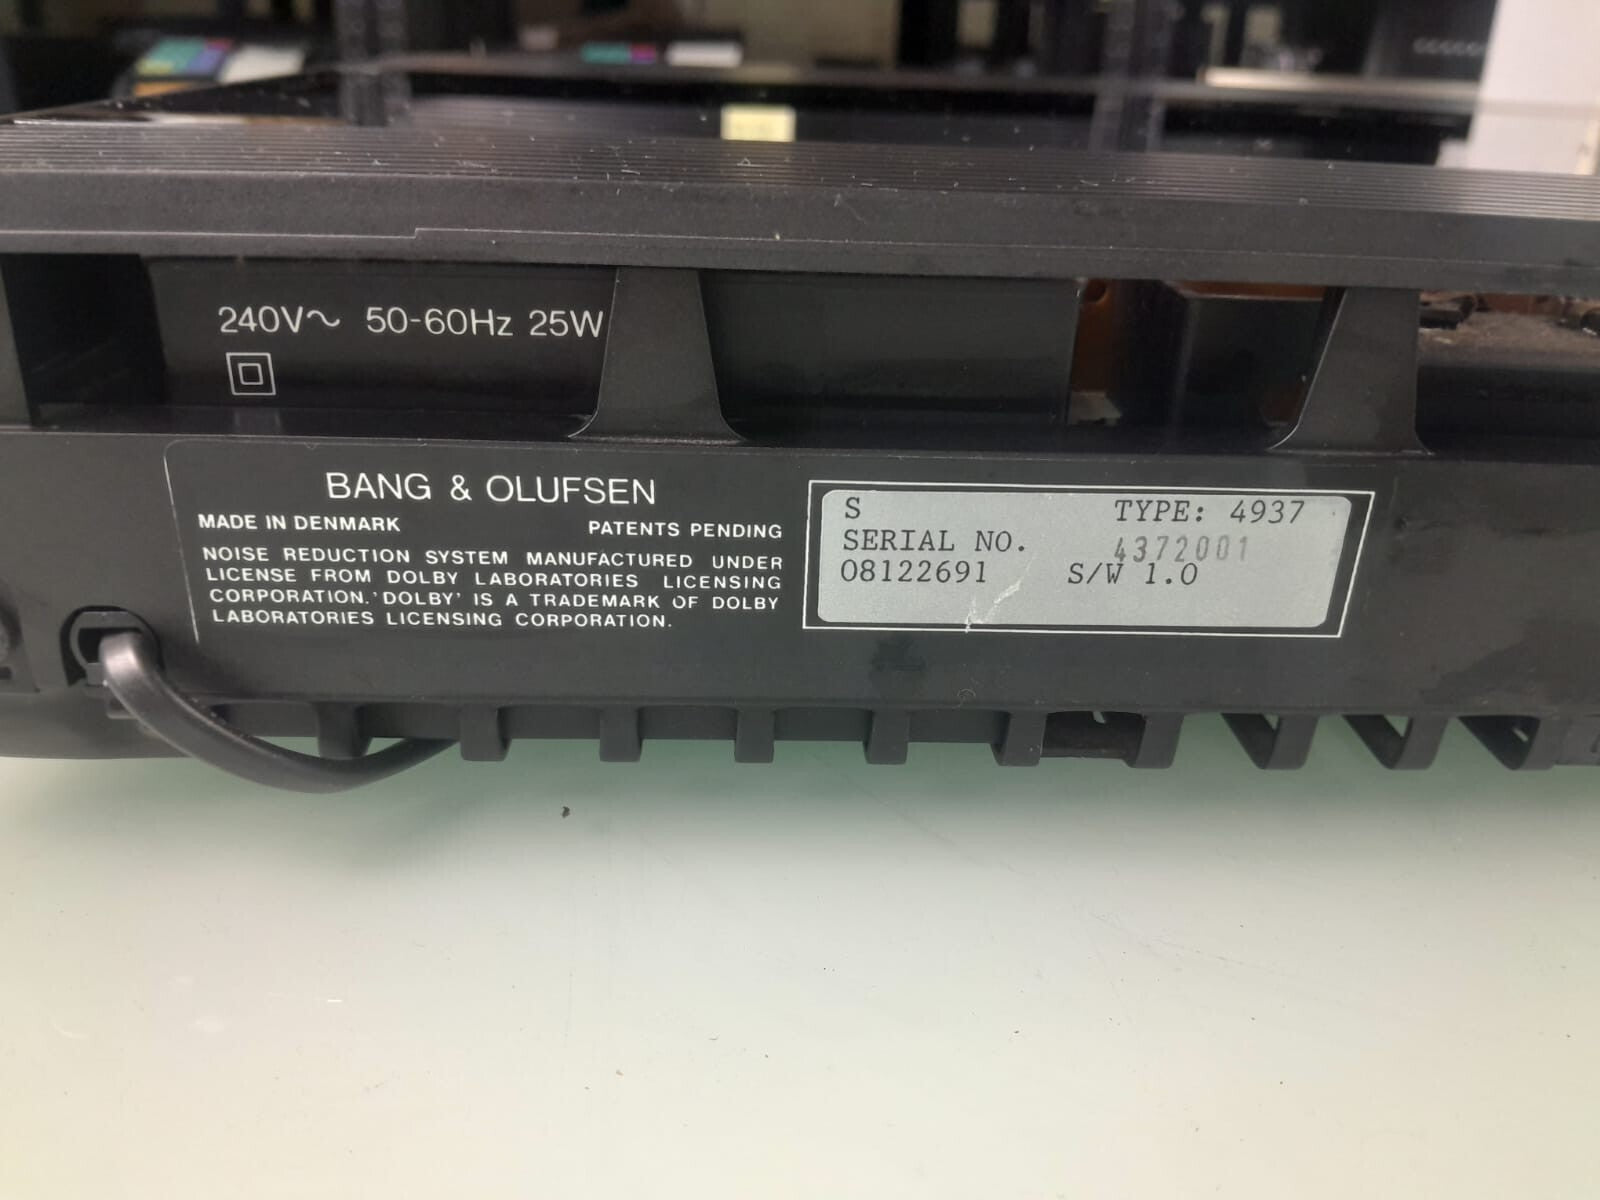 240V~ 50-60Hz 25W
BANG & OLUFSEN
MADE IN DENMARK PATENTS PENDING
NOISE REDUCTION SYSTEM MANUFACTURED UNDER
LICENSE FROM DOLBY LABORATORIES LICENSING
CORPORATION.'DOLBY' IS A TRADEMARK OF DOLBY
LABORATORIES LICENSING CORPORATION.
S TYPE: 4937
SERIAL NO. 4372001
08122691 S/W 1.0